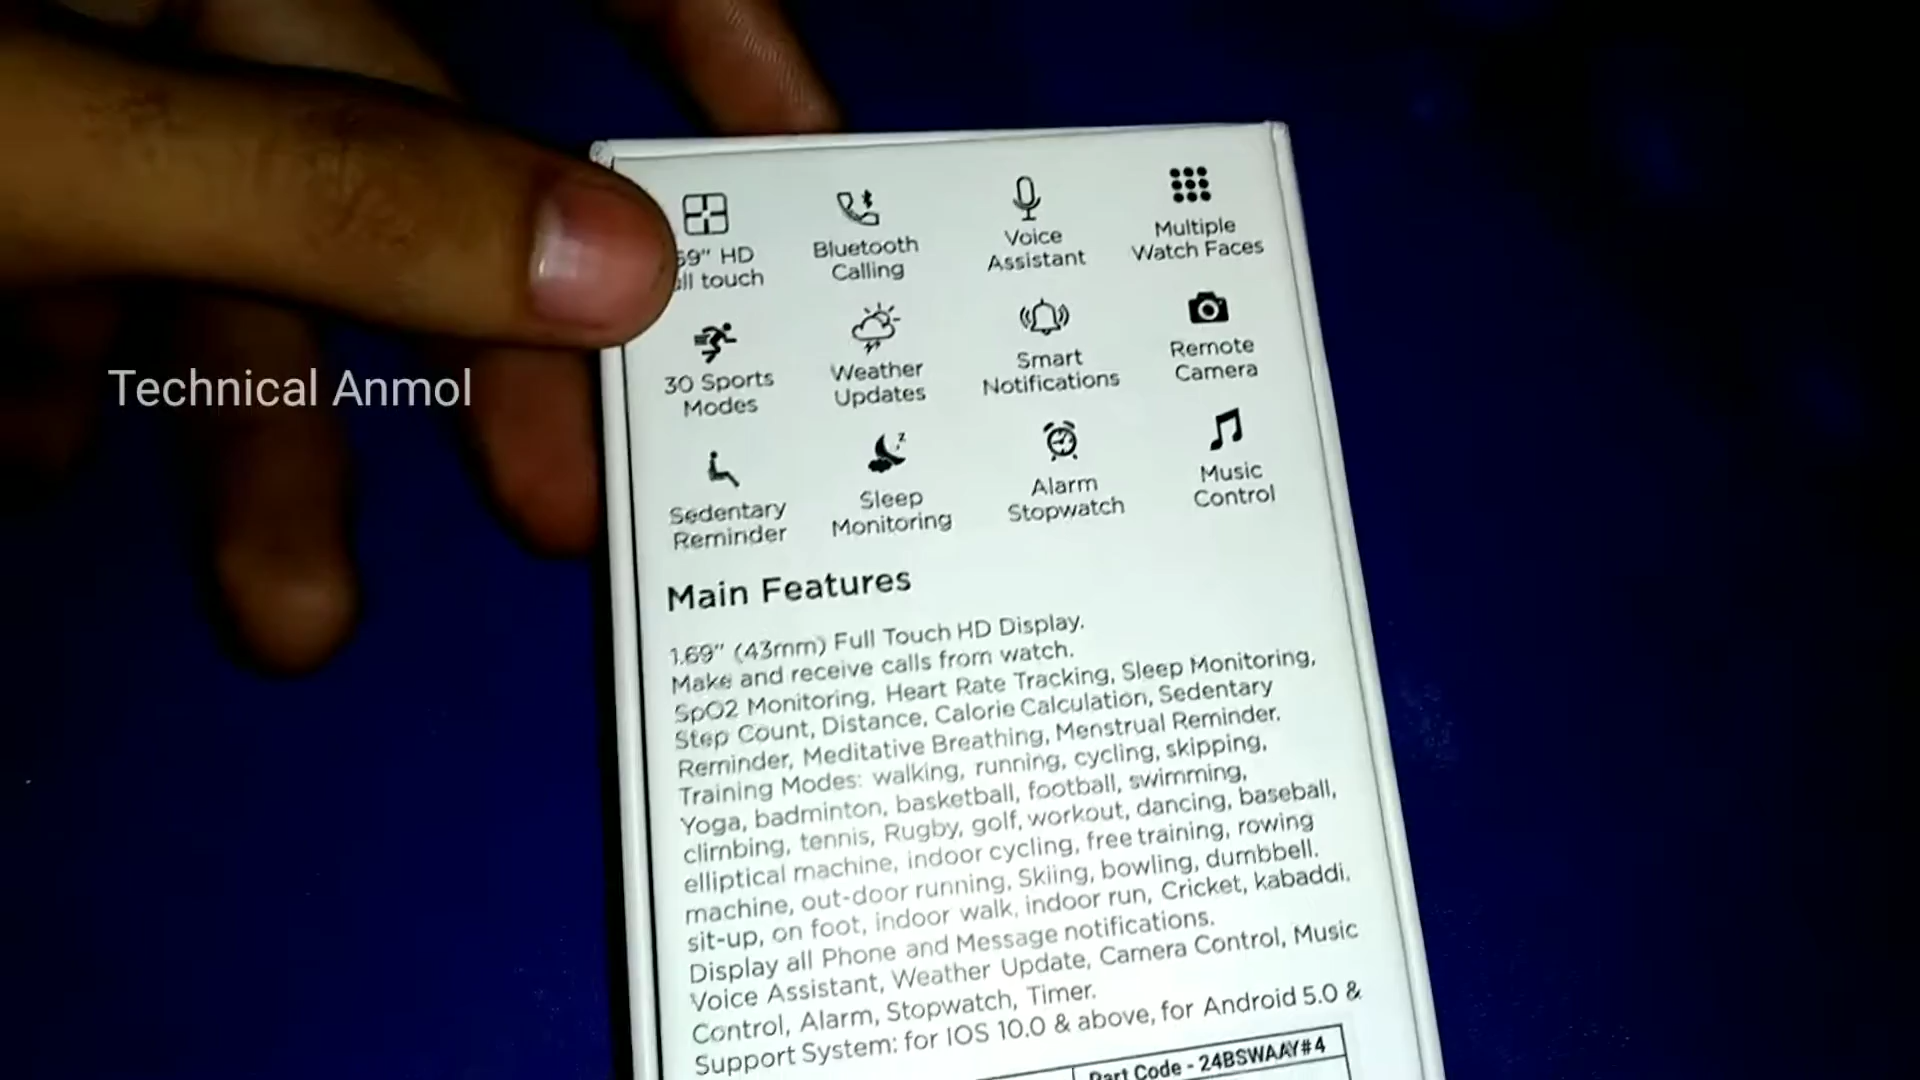 69" HD
ll touch
Bluetooth
Calling
Voice
Assistant
Multiple
Watch Faces
30 Sports
Modes
Weather
Updates
Smart
Notifications
Remote
Camera
Sedentary
Reminder
Sleep
Monitoring
Alarm
Stopwatch
Music
Control
Technical Anmol
Main Features
1.69" (43mm) Full Touch HD Display.
Make and receive calls from watch.
SpO2 Monitoring, Heart Rate Tracking, Sleep Monitoring,
Step Count, Distance, Calorie Calculation, Sedentary
Reminder, Meditative Breathing, Menstrual Reminder.
Training Modes: walking, running, cycling, skipping,
Yoga, badminton, basketball, football, swimming,
climbing, tennis, Rugby, golf, workout, dancing, baseball,
elliptical machine, indoor cycling, free training, rowing
machine, out-door running, Skiing, bowling, dumbbell.
sit-up, on foot, indoor walk, indoor run, Cricket, kabaddi.
Display all Phone and Message notifications.
Voice Assistant, Weather Update, Camera Control, Music
Control, Alarm, Stopwatch, Timer.
Support System: for IOS 10.0 & above, for Android 5.0 &
Part Code - 24BSWAAY#4